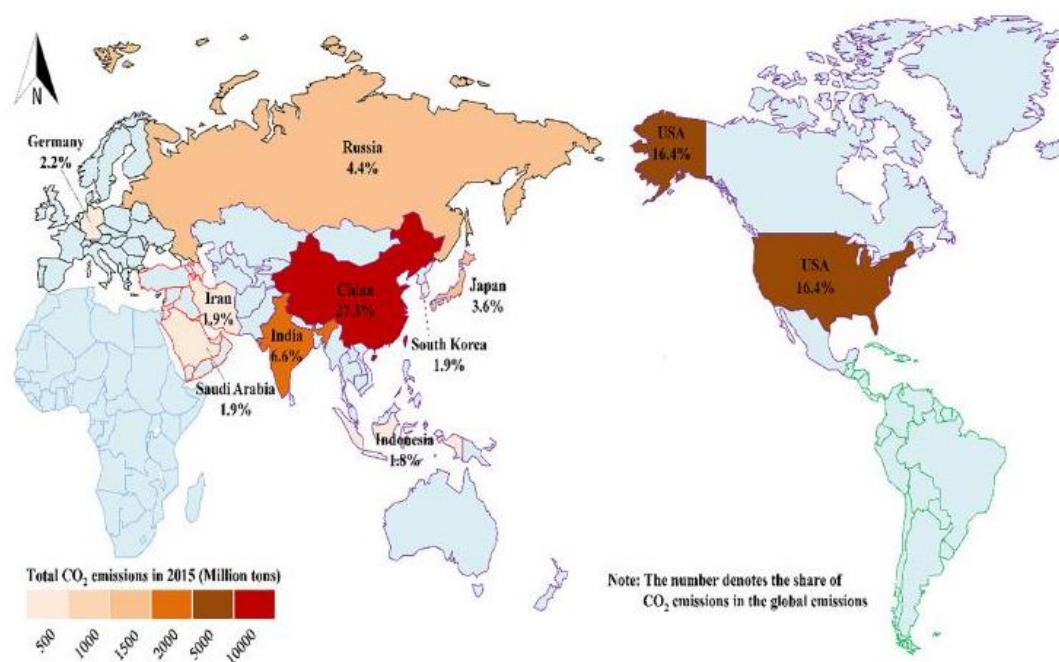 N
Germany
2.2%
Russia
4.4%
USA
16.4%
USA
16.4%
China
27.3%
Japan
3.6%
Iran
1.9%
India
6.6%
South Korea
1.9%
Saudi Arabia
1.9%
Indonesia
1.8%
Total CO₂ emissions in 2015 (Million tons)
500
1000
1500
2000
5000
10000
Note: The number denotes the share of
CO₂ emissions in the global emissions